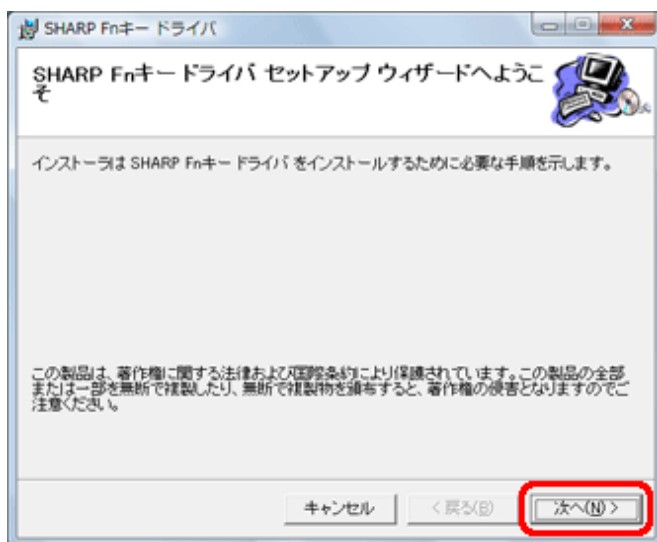 SHARP Fnキー ドライバ
SHARP Fnキー ドライバ セットアップ ウィザードへようこ
そ
インストーラは SHARP Fnキー ドライバ をインストールするために必要な手順を示します。
この製品は、著作権に関する法律および国際条約により保護されています。この製品の全部
または一部を無断で複製したり、無断で複製物を頒布すると、著作権の侵害となりますのでご
注意ください。
キャンセル
< 戻る(B)
次へ(N) >